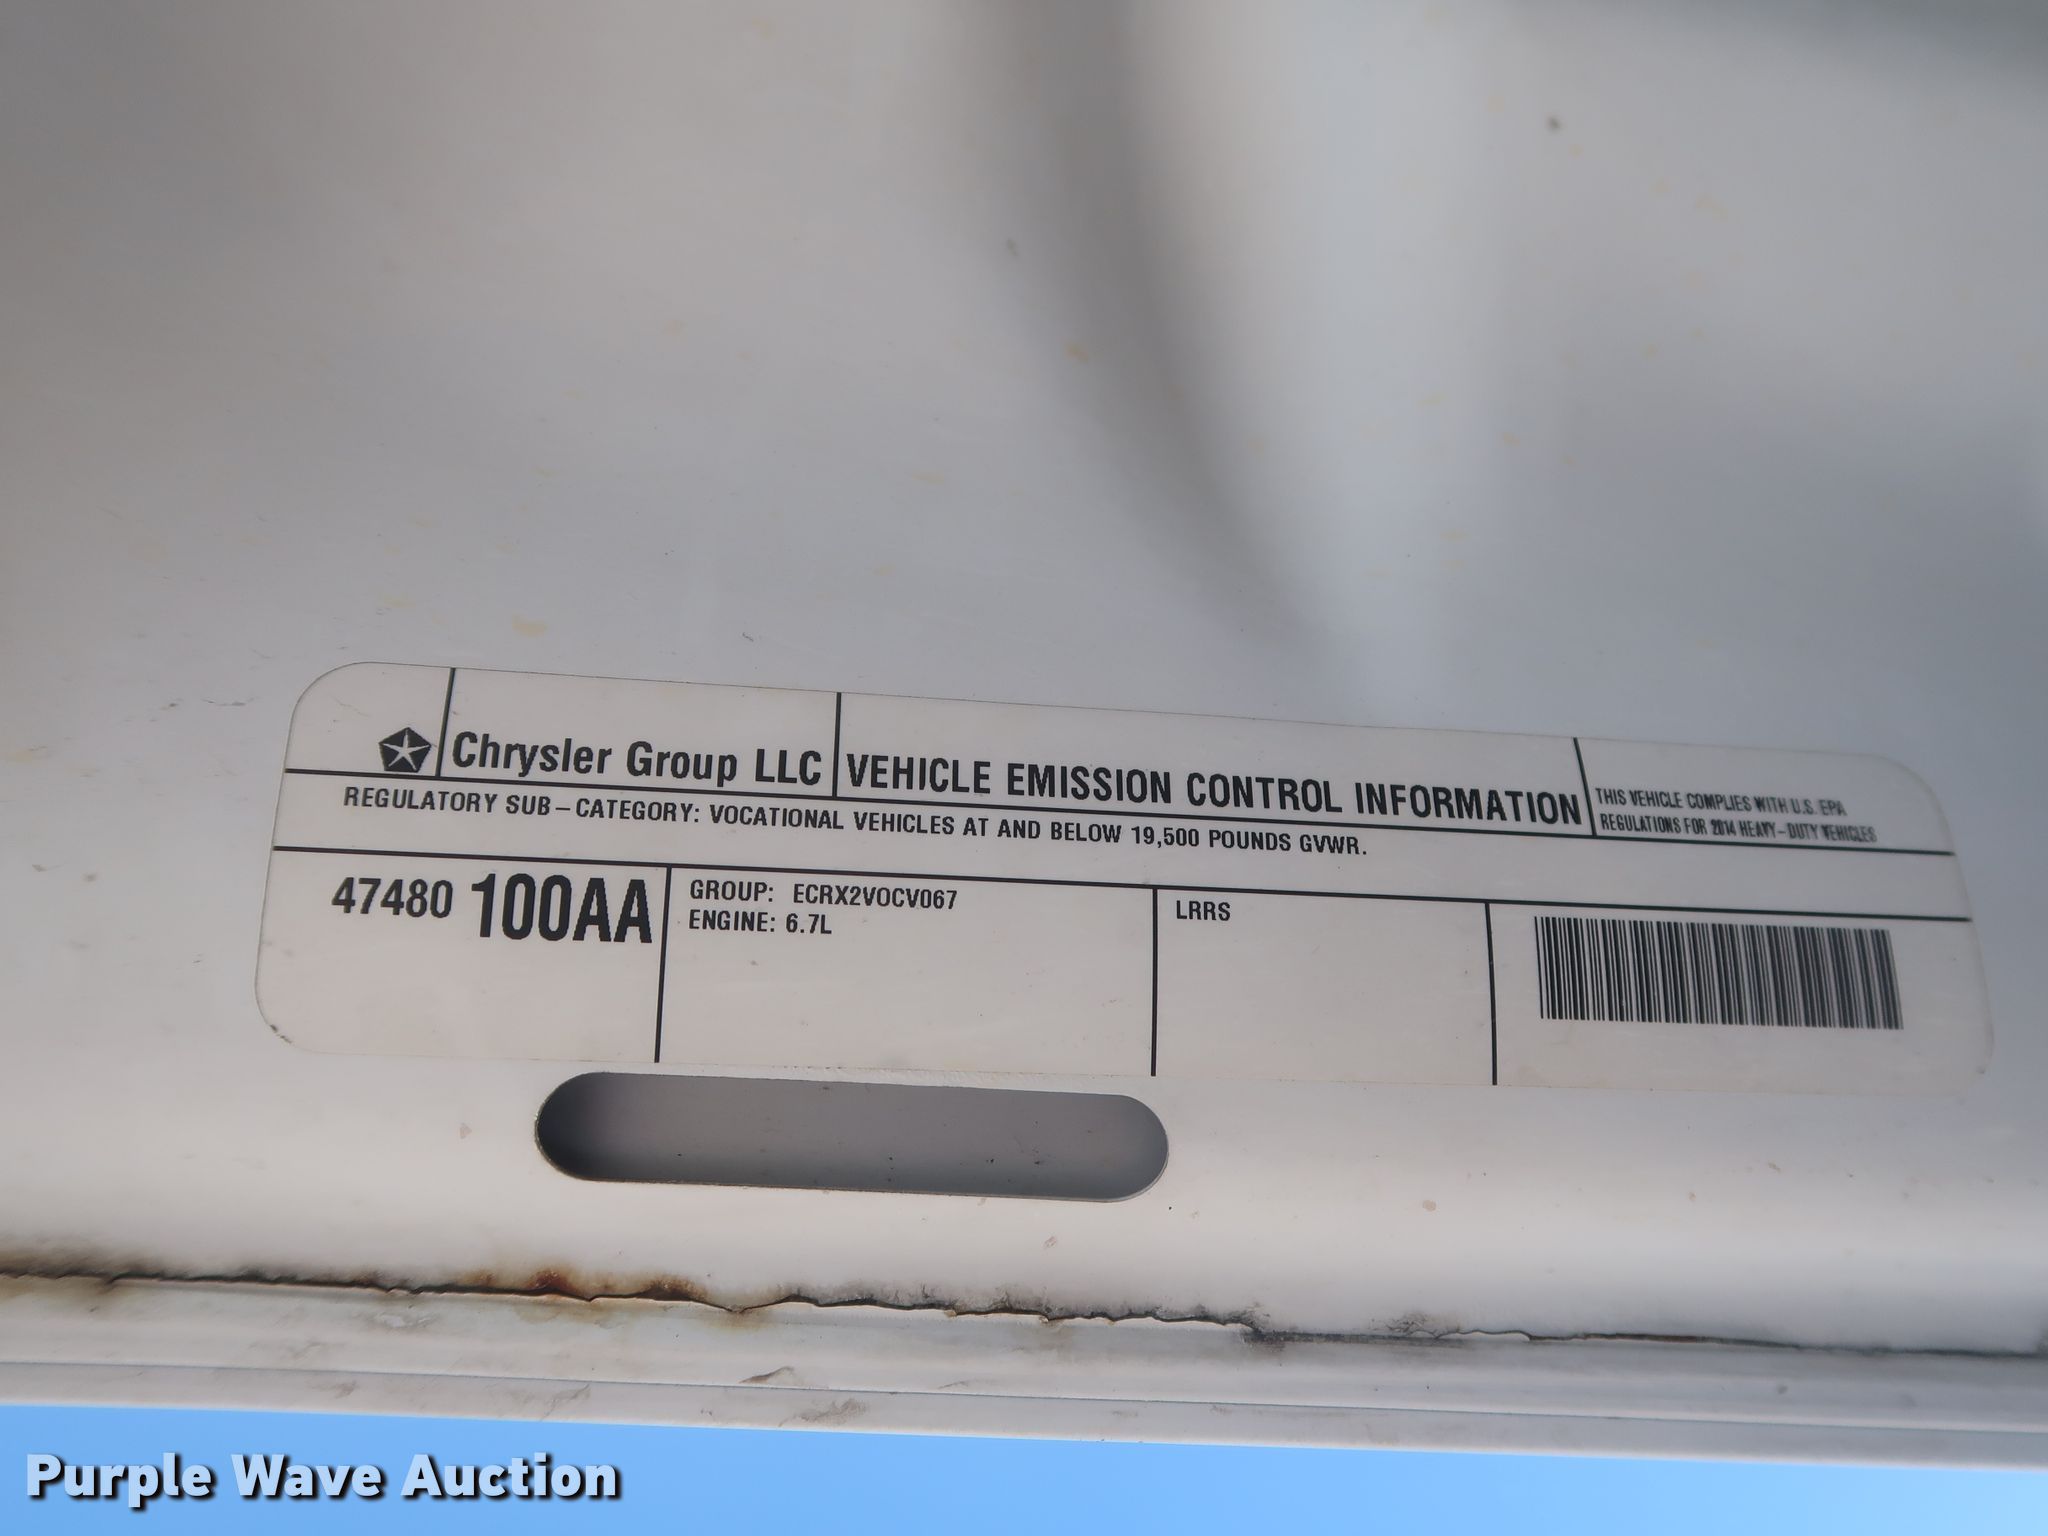 Chrysler Group LLC
VEHICLE EMISSION CONTROL INFORMATION
THIS VEHICLE COMPLIES WITH U.S. EPA
REGULATIONS FOR 2014 HEAVY-DUTY VEHICLES
REGULATORY SUB-CATEGORY: VOCATIONAL VEHICLES AT AND BELOW 19,500 POUNDS GVWR.
47480 100AA
GROUP: ECRX2VOCV067
ENGINE: 6.7L
LRRS
Purple Wave Auction